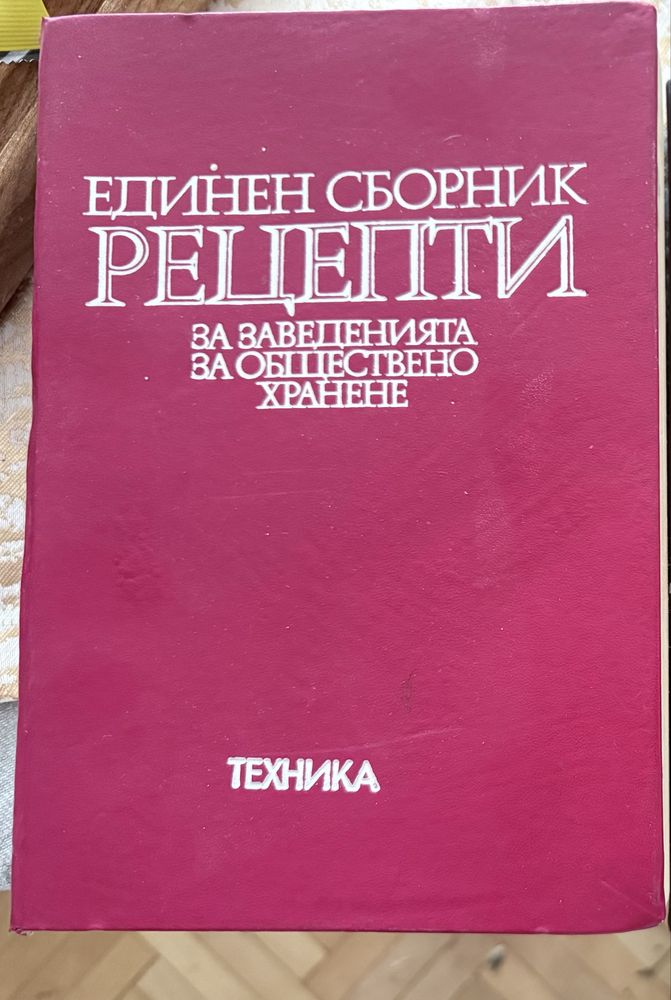 ЕДИНЕН СБОРНИК
РЕЦЕПТИ
ЗА ЗАВЕДЕНИЯТА
ЗА ОБЩЕСТВЕНО
ХРАНЕНЕ
ТЕХНИКА